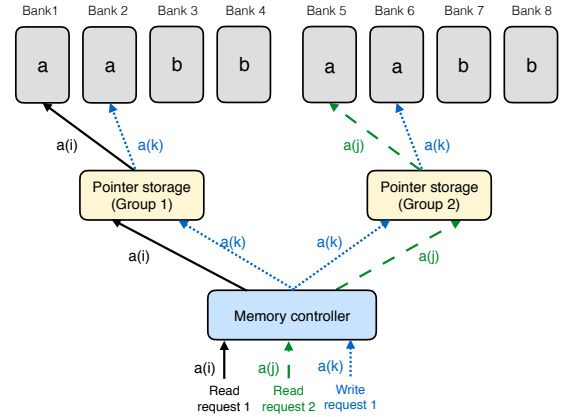 Bank1 Bank 2 Bank 3 Bank 4 Bank 5 Bank 6 Bank 7 Bank 8
a a b b a a b b
a(i) a(k) a(j) a(k)
Pointer storage
(Group 1)
Pointer storage
(Group 2)
a(i) a(k) a(k) a(j)
Memory controller
a(i) a(j) a(k)
Read
request 1
Read
request 2
Write
request 1